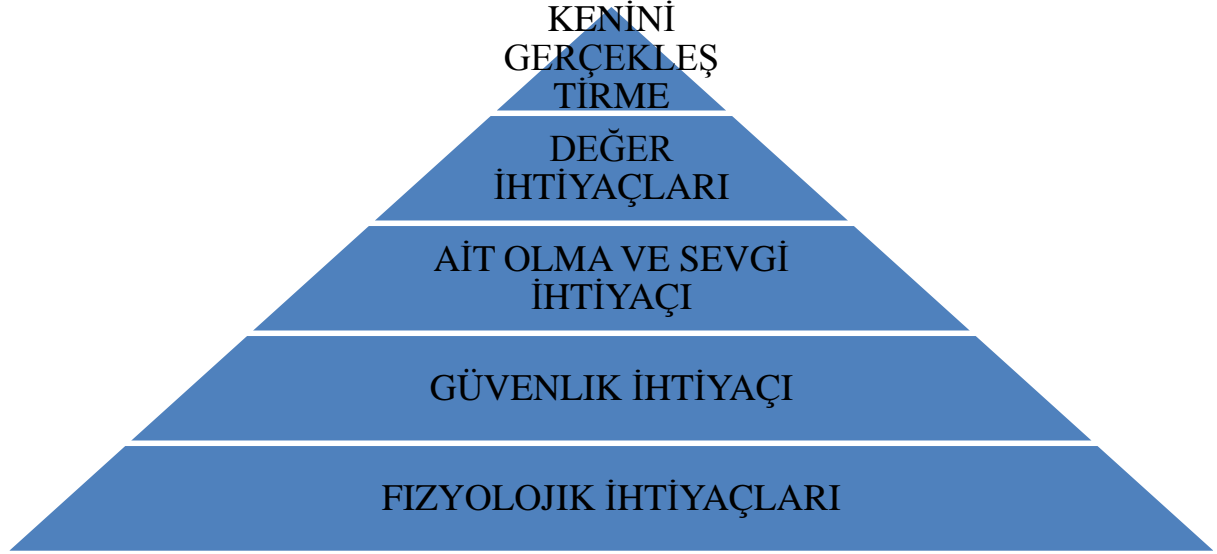 KENİNİ
GERÇEKLEŞ
TİRME
DEĞER
İHTİYAÇLARI
AİT OLMA VE SEVGİ
İHTİYAÇI
GÜVENLIK İHTİYAÇI
FIZYOLOJIK İHTİYAÇLARI